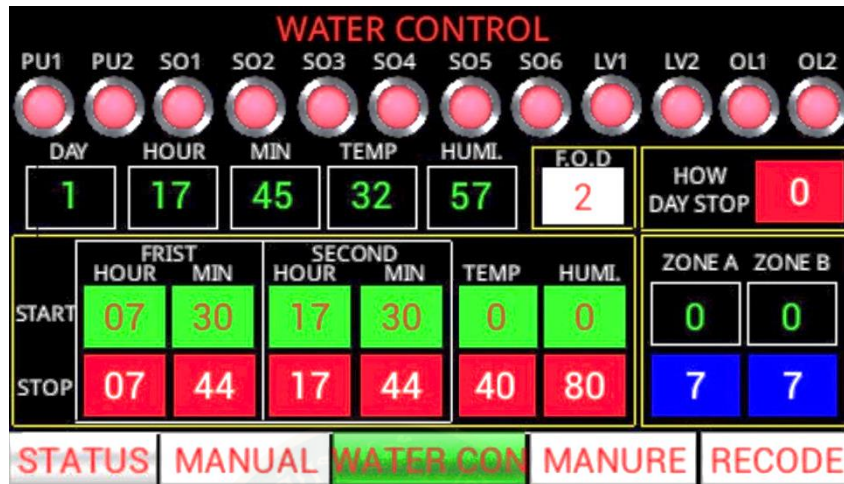 WATER CONTROL
PU1 PU2 SO1 SO2 SO3 SO4 SO5 SO6 LV1 LV2 OL1 OL2
DAY HOUR MIN TEMP HUMI. F.O.D
1 17 45 32 57 2
HOW
DAY STOP 0
FRIST SECOND
HOUR MIN HOUR MIN TEMP HUMI.
START 07 30 17 30 0 0
STOP 07 44 17 44 40 80
ZONE A ZONE B
0 0
7 7
STATUS MANUAL WATER CON MANURE RECODE